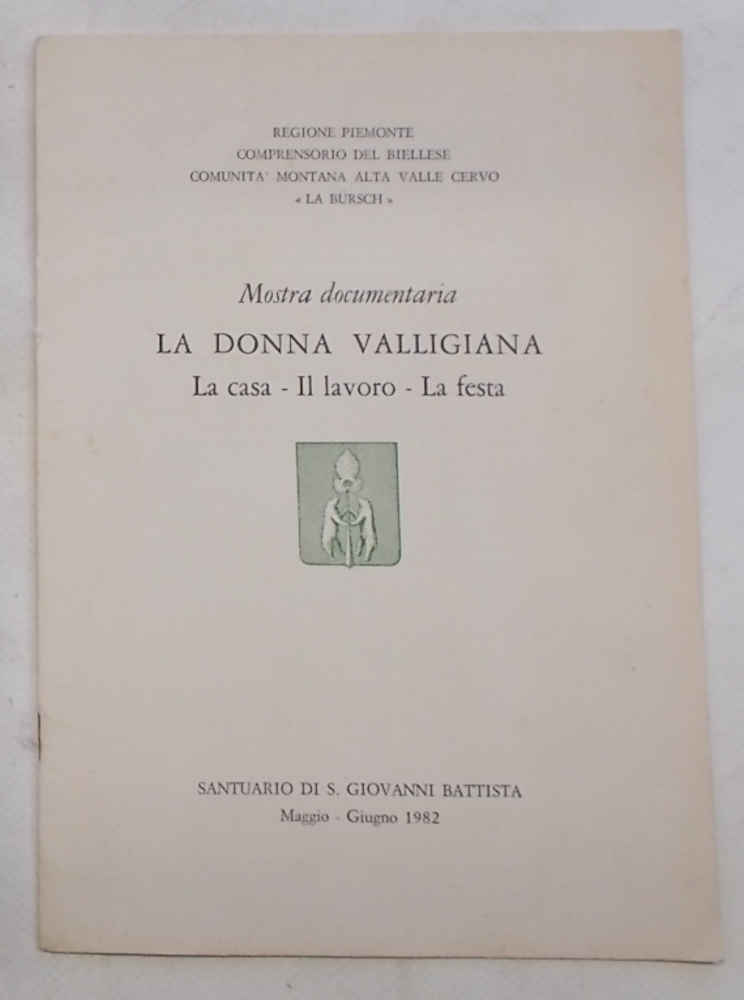 REGIONE PIEMONTE
COMPRENSORIO DEL BIELLESE
COMUNITA' MONTANA ALTA VALLE CERVO
« LA BÜRSCH »
Mostra documentaria
LA DONNA VALLIGIANA
La casa - Il lavoro - La festa
SANTUARIO DI S. GIOVANNI BATTISTA
Maggio - Giugno 1982